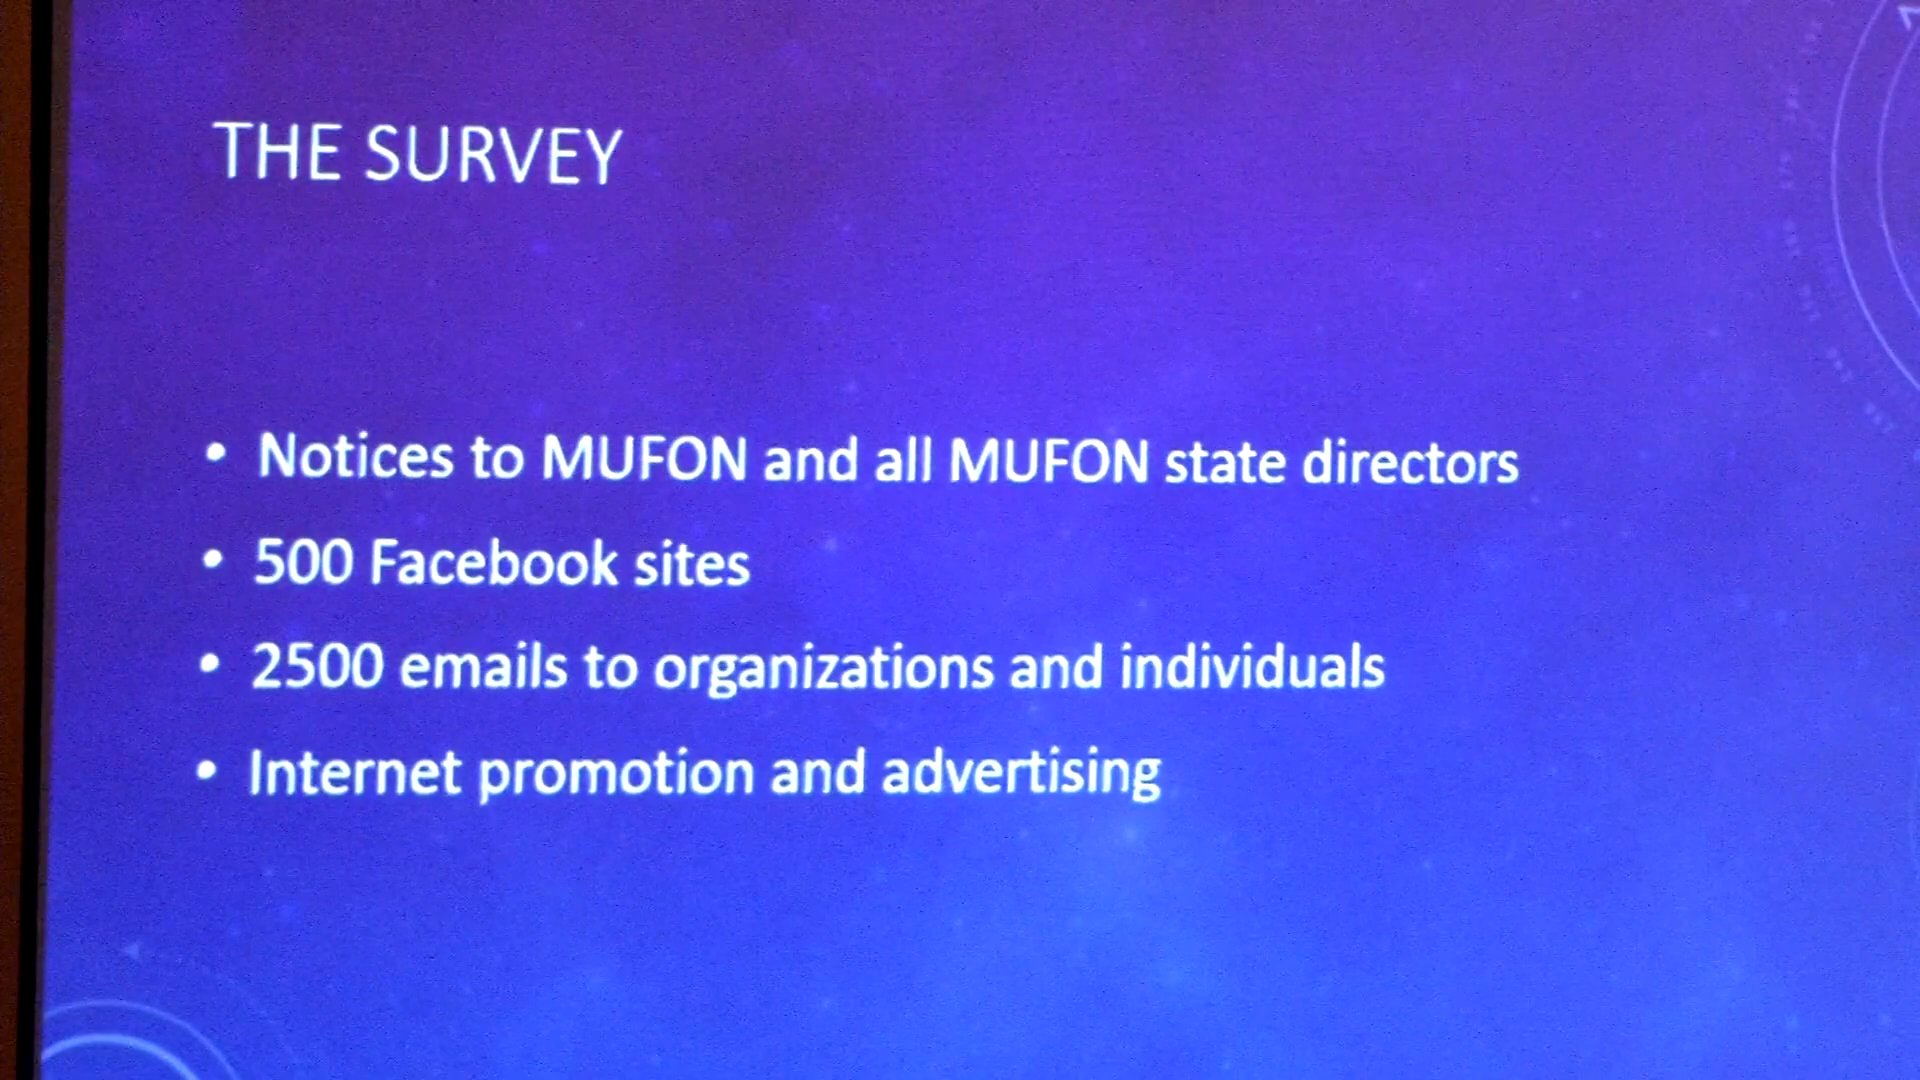 THE SURVEY
• Notices to MUFON and all MUFON state directors
• 500 Facebook sites
• 2500 emails to organizations and individuals
• Internet promotion and advertising